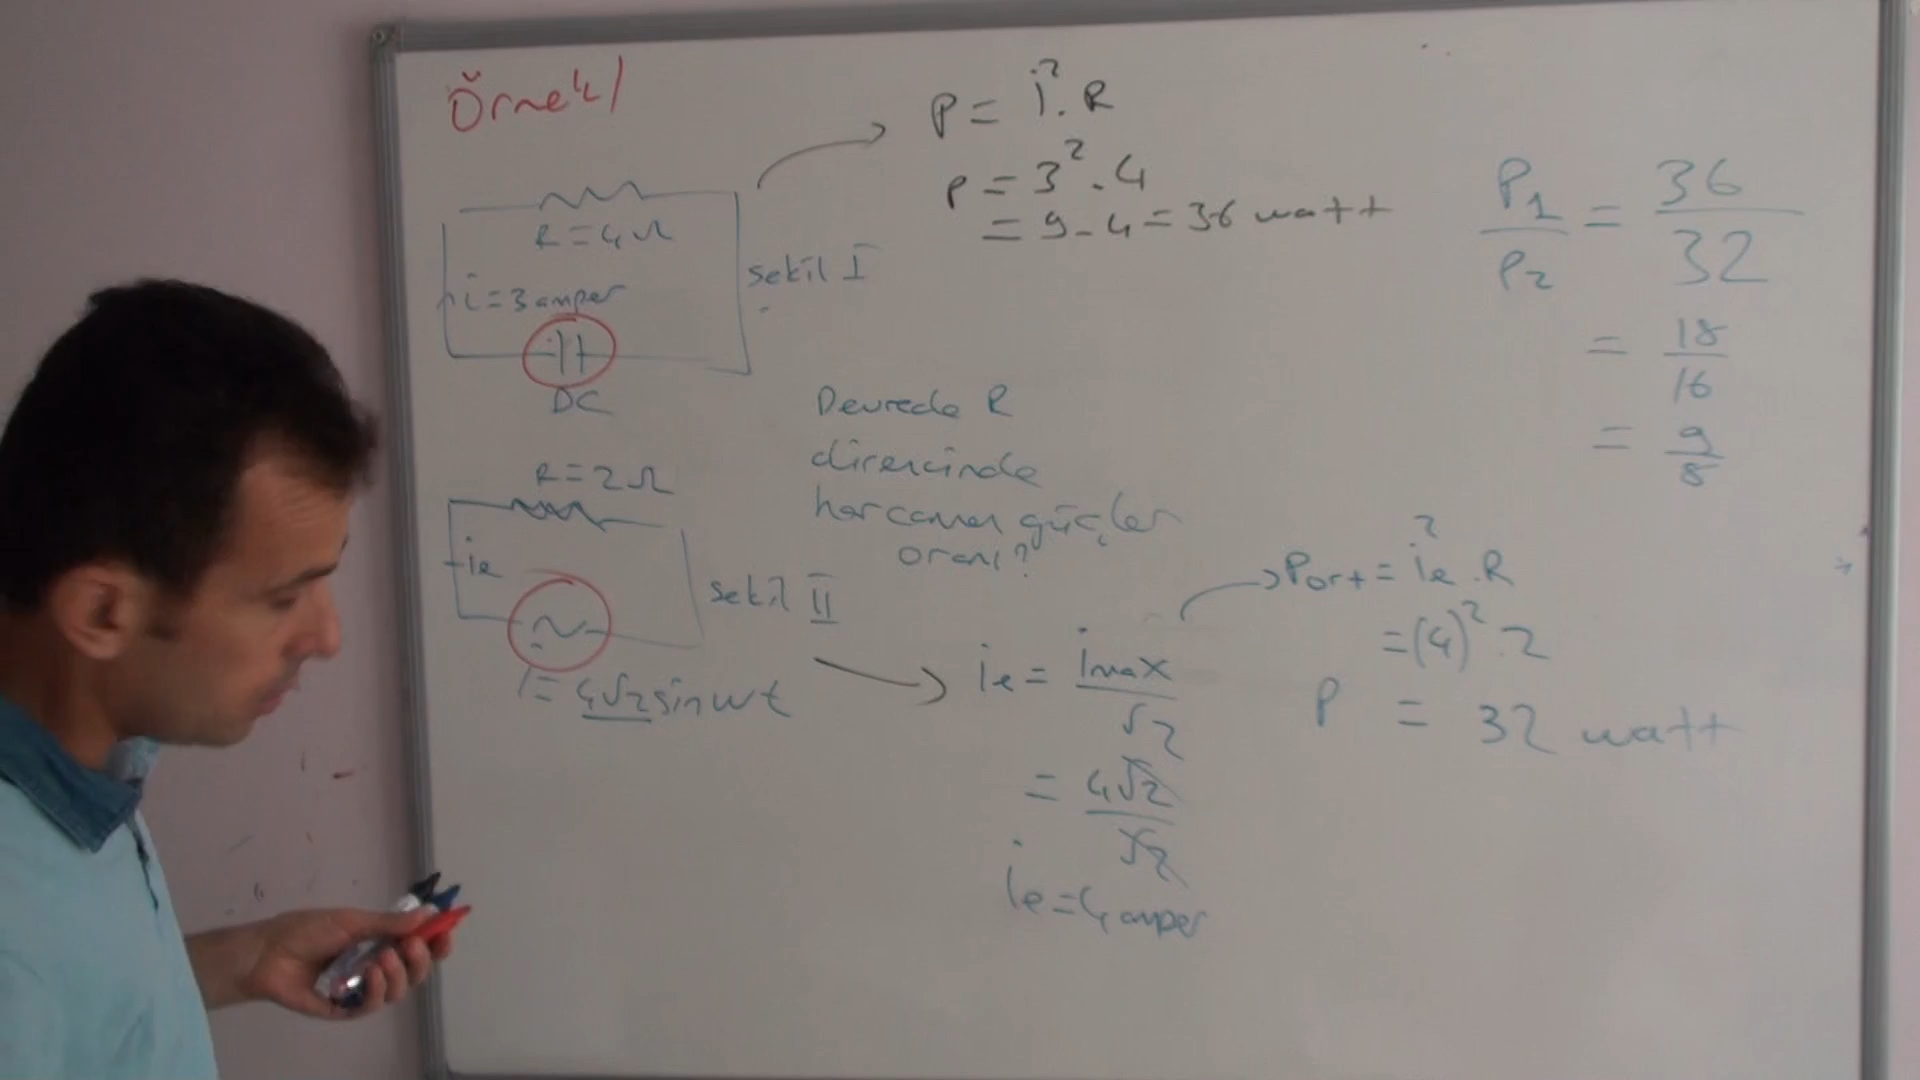 Örnek/
R=4Ω
i=3 amper
DC
sekil I
P = i². R
P = 3² . 4
= 9-4 = 36 watt
P1/P2 = 36/32
= 18/16
= 9/8
Devrede R
direncinde
harcanan güçler
oranı?
R=2Ω
ie
sekil II
i= 4√2 sin wt
ie = imax/√2
= 4√2/√2
ie=4 amper
Port = ie². R
=(4)². 2
P = 32 watt